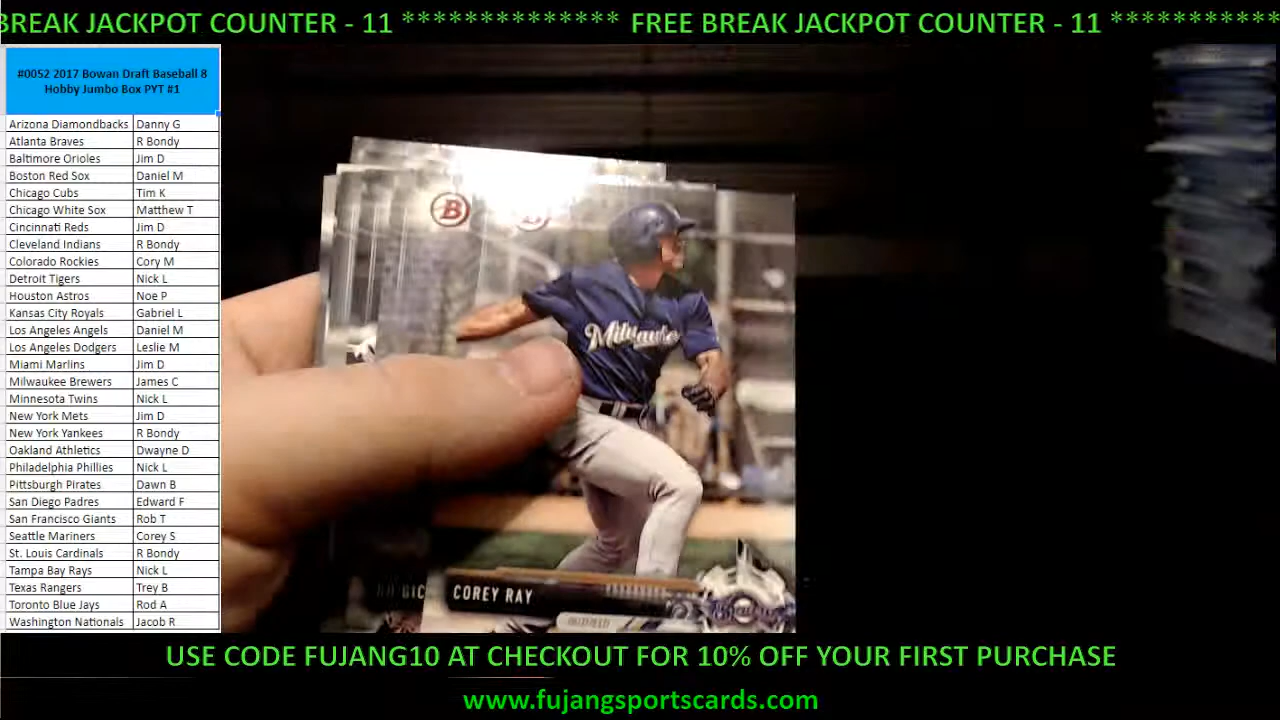 BREAK JACKPOT COUNTER - 11 ************** FREE BREAK JACKPOT COUNTER - 11 ***********
#0052 2017 Bowan Draft Baseball 8
Hobby Jumbo Box PYT #1
Arizona Diamondbacks Danny G
Atlanta Braves R Bondy
Baltimore Orioles Jim D
Boston Red Sox Daniel M
Chicago Cubs Tim K
Chicago White Sox Matthew T
Cincinnati Reds Jim D
Cleveland Indians R Bondy
Colorado Rockies Cory M
Detroit Tigers Nick L
Houston Astros Noe P
Kansas City Royals Gabriel L
Los Angeles Angels Daniel M
Los Angeles Dodgers Leslie M
Miami Marlins Jim D
Milwaukee Brewers James C
Minnesota Twins Nick L
New York Mets Jim D
New York Yankees R Bondy
Oakland Athletics Dwayne D
Philadelphia Phillies Nick L
Pittsburgh Pirates Dawn B
San Diego Padres Edward F
San Francisco Giants Rob T
Seattle Mariners Corey S
St. Louis Cardinals R Bondy
Tampa Bay Rays Nick L
Texas Rangers Trey B
Toronto Blue Jays Rod A
Washington Nationals Jacob R
B
Milwaukee
COREY RAY
OUTFIELD
USE CODE FUJANG10 AT CHECKOUT FOR 10% OFF YOUR FIRST PURCHASE
www.fujangsportscards.com